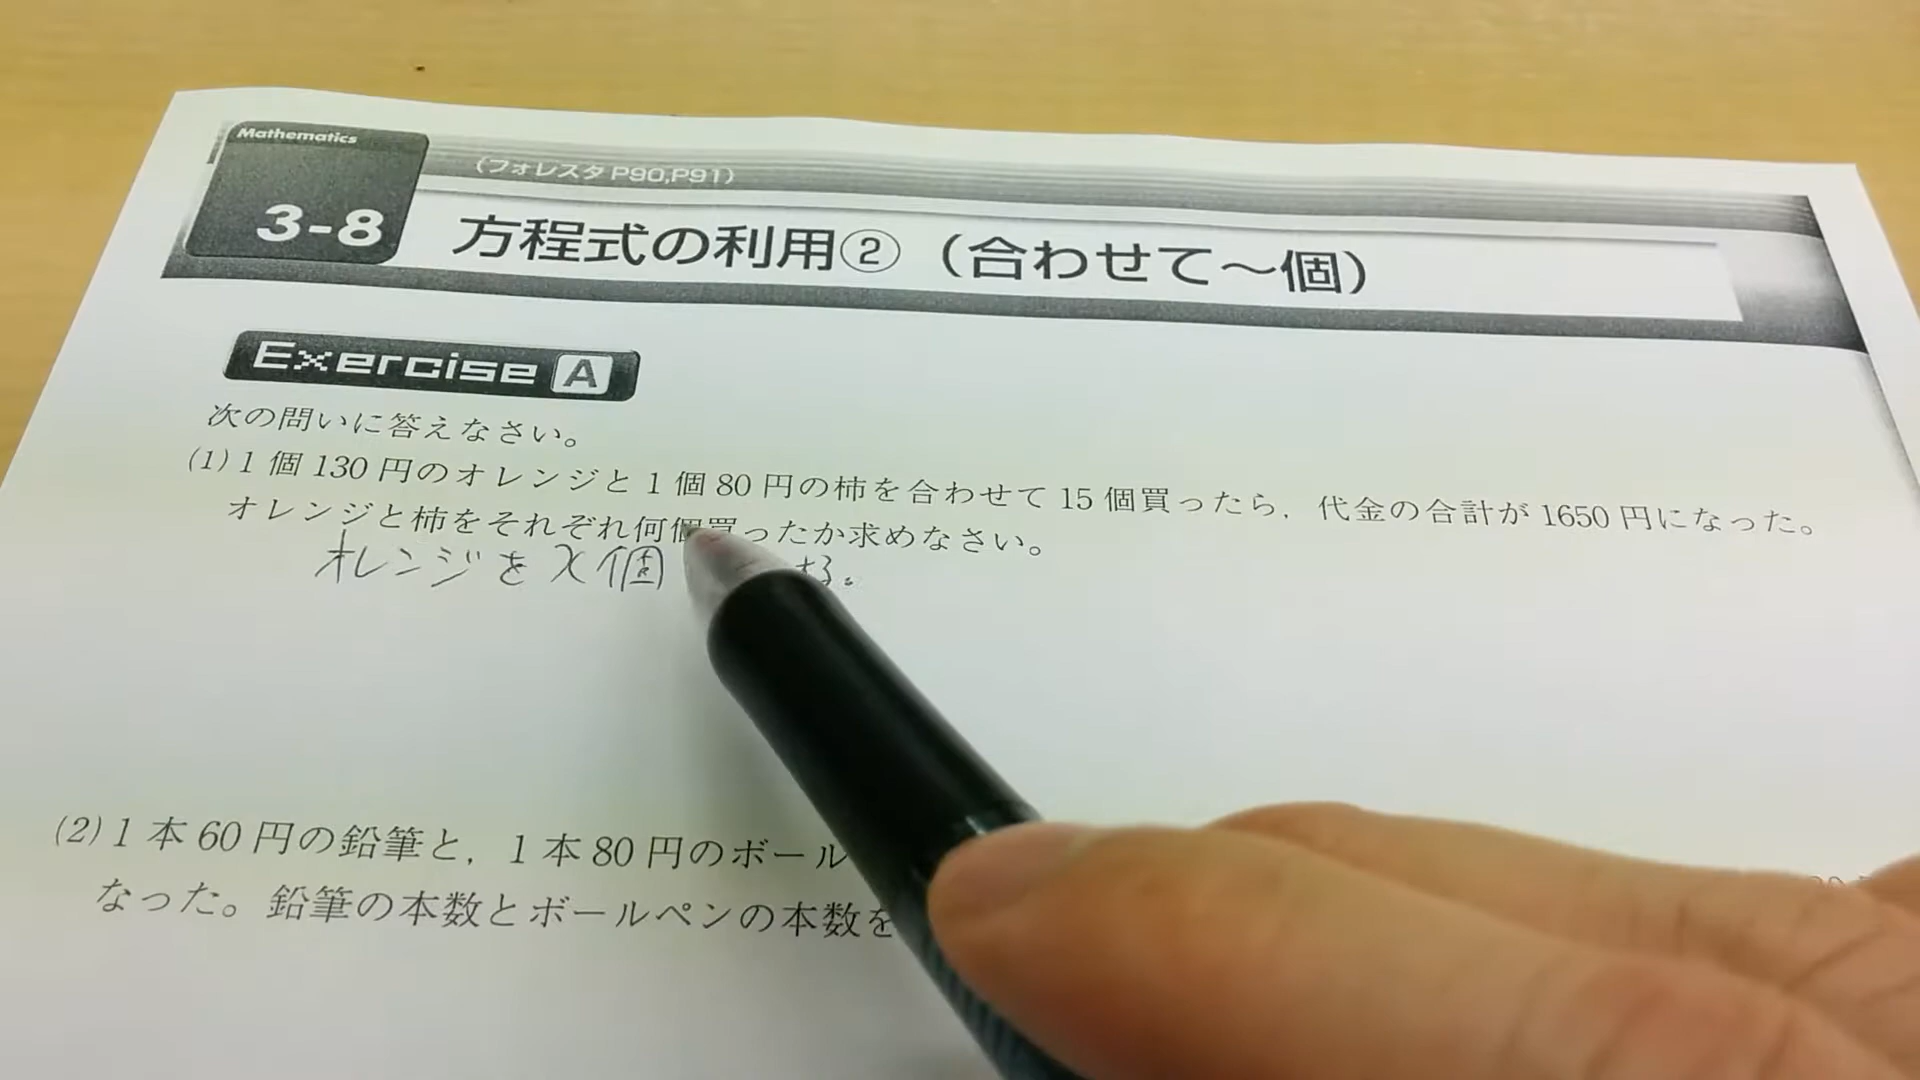 Mathematics
(フォレスタP90,P91)
3-8
方程式の利用②（合わせて～個）
Exercise A
次の問いに答えなさい。
(1) 1個130円のオレンジと1個80円の柿を合わせて15個買ったら，代金の合計が1650円になった。
オレンジと柿をそれぞれ何個買ったか求めなさい。
オレンジを x個 する。
(2) 1本60円の鉛筆と，1本80円のボール
なった。鉛筆の本数とボールペンの本数を